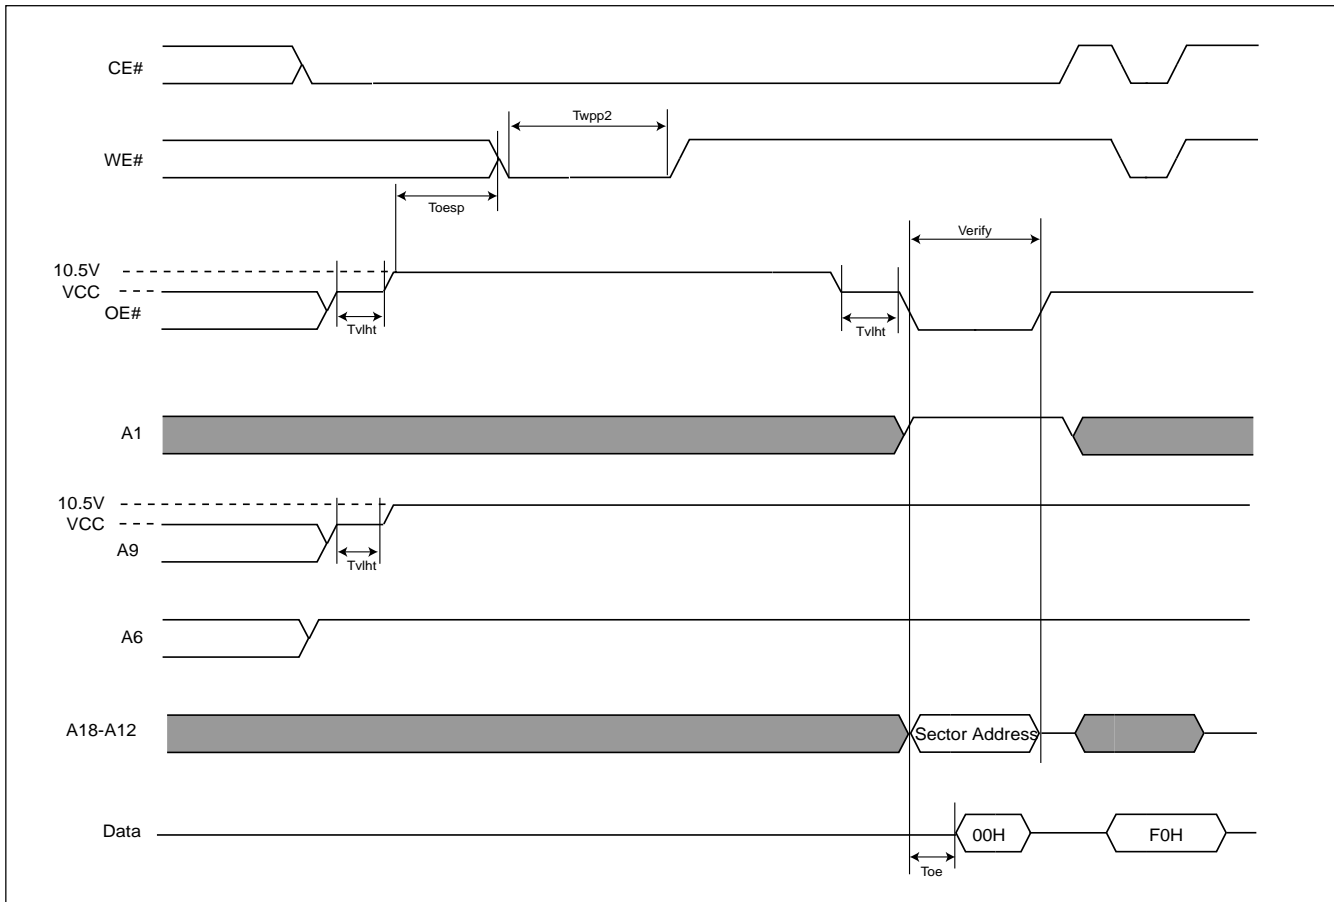 CE#
Twpp2
WE#
Toesp
Verify
10.5V
VCC
OE#
Tvlht
Tvlht
A1
10.5V
VCC
A9
Tvlht
A6
A18-A12
Sector Address
Data
00H
F0H
Toe